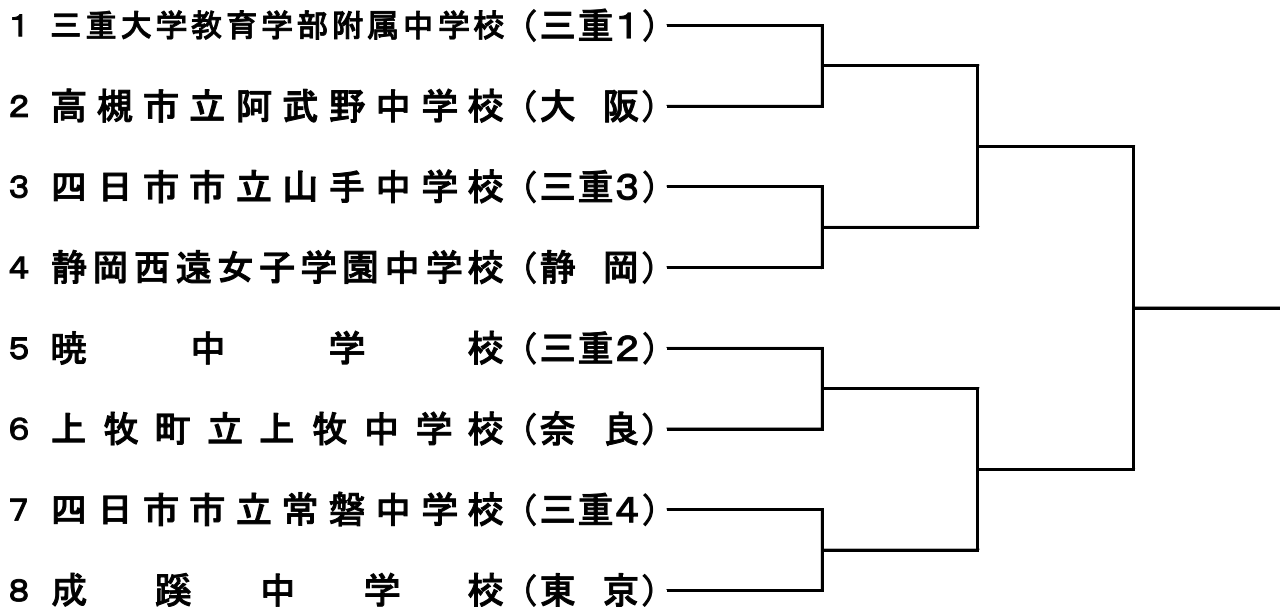 1 三重大学教育学部附属中学校（三重1）
2 高槻市立阿武野中学校（大阪）
3 四日市市立山手中学校（三重3）
4 静岡西遠女子学園中学校（静岡）
5 暁中学校（三重2）
6 上牧町立上牧中学校（奈良）
7 四日市市立常磐中学校（三重4）
8 成蹊中学校（東京）